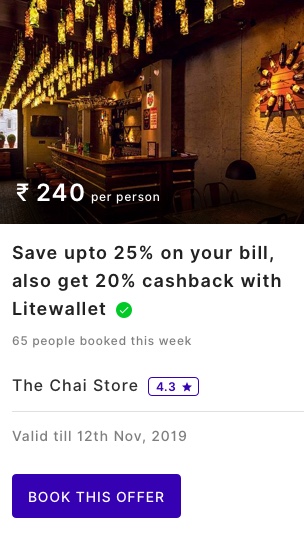 ₹ 240 per person
Save upto 25% on your bill,
also get 20% cashback with
Litewallet
65 people booked this week
The Chai Store 4.3 ★
Valid till 12th Nov, 2019
BOOK THIS OFFER